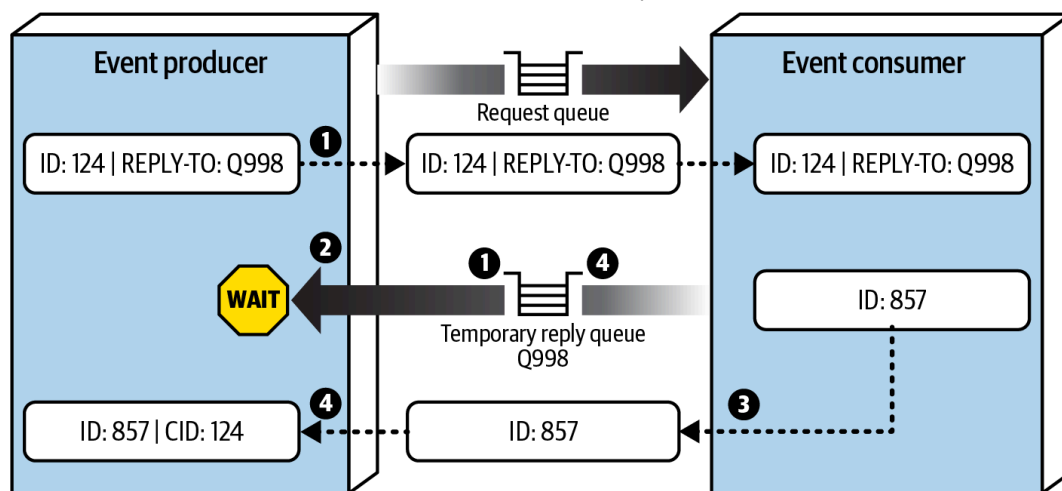 Event producer
Event consumer
Request queue
1
ID: 124 | REPLY-TO: Q998
ID: 124 | REPLY-TO: Q998
ID: 124 | REPLY-TO: Q998
2
1
4
WAIT
ID: 857
Temporary reply queue
Q998
4
3
ID: 857 | CID: 124
ID: 857